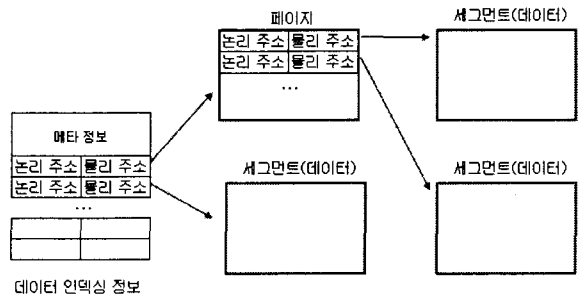 페이지
세그먼트(데이터)
논리 주소 물리 주소
논리 주소 물리 주소
...
메타 정보
논리 주소 물리 주소
논리 주소 물리 주소
...
세그먼트(데이터)
세그먼트(데이터)
데이터 인덱싱 정보